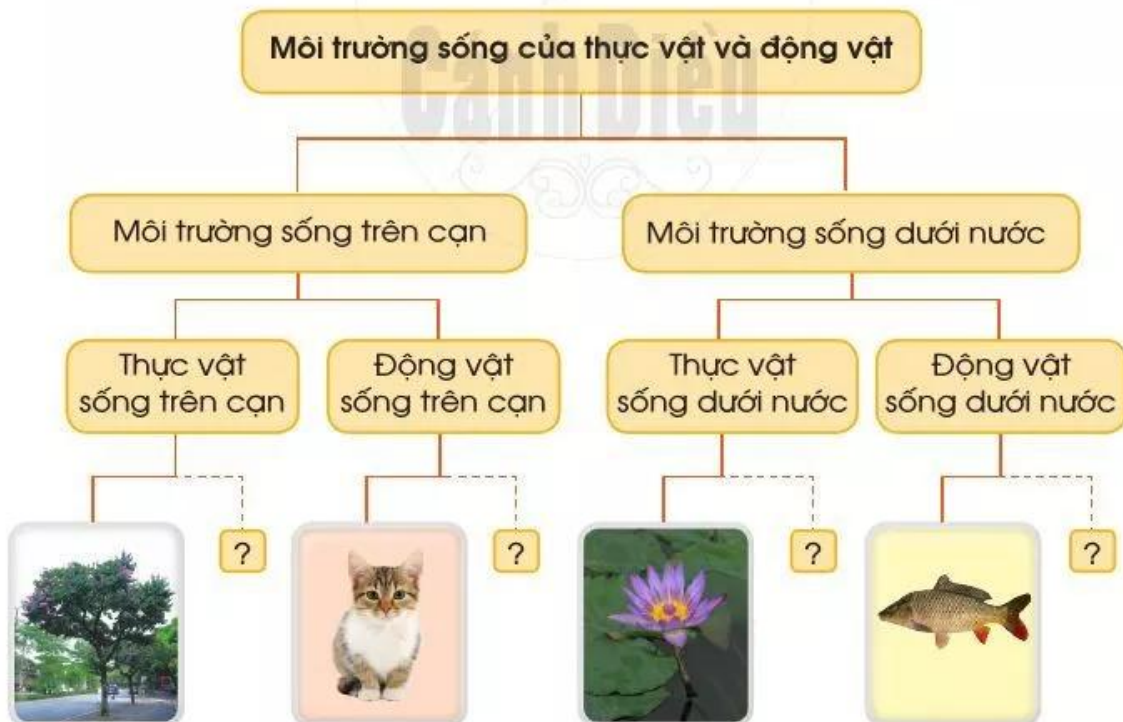 Môi trường sống của thực vật và động vật
Cánh Diều
Môi trường sống trên cạn
Môi trường sống dưới nước
Thực vật
sống trên cạn
Động vật
sống trên cạn
Thực vật
sống dưới nước
Động vật
sống dưới nước
?
?
?
?